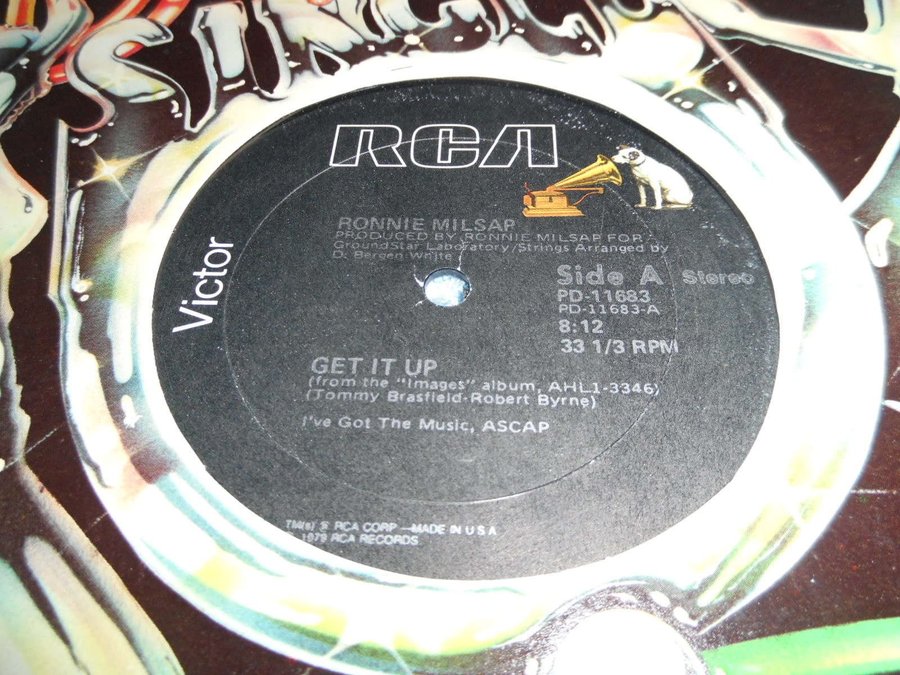 SINGLE
RCA
Victor
RONNIE MILSAP
PRODUCED BY RONNIE MILSAP FOR
GroundStar Laboratory/Strings Arranged by
D. Bergen White
Side A Stereo
PD-11683
PD-11683-A
8:12
33 1/3 RPM
GET IT UP
(from the "Images" album, AHL1-3346)
(Tommy Brasfield-Robert Byrne)
I've Got The Music, ASCAP
TM(s) ® RCA CORP —MADE IN U S A
1979 RCA RECORDS